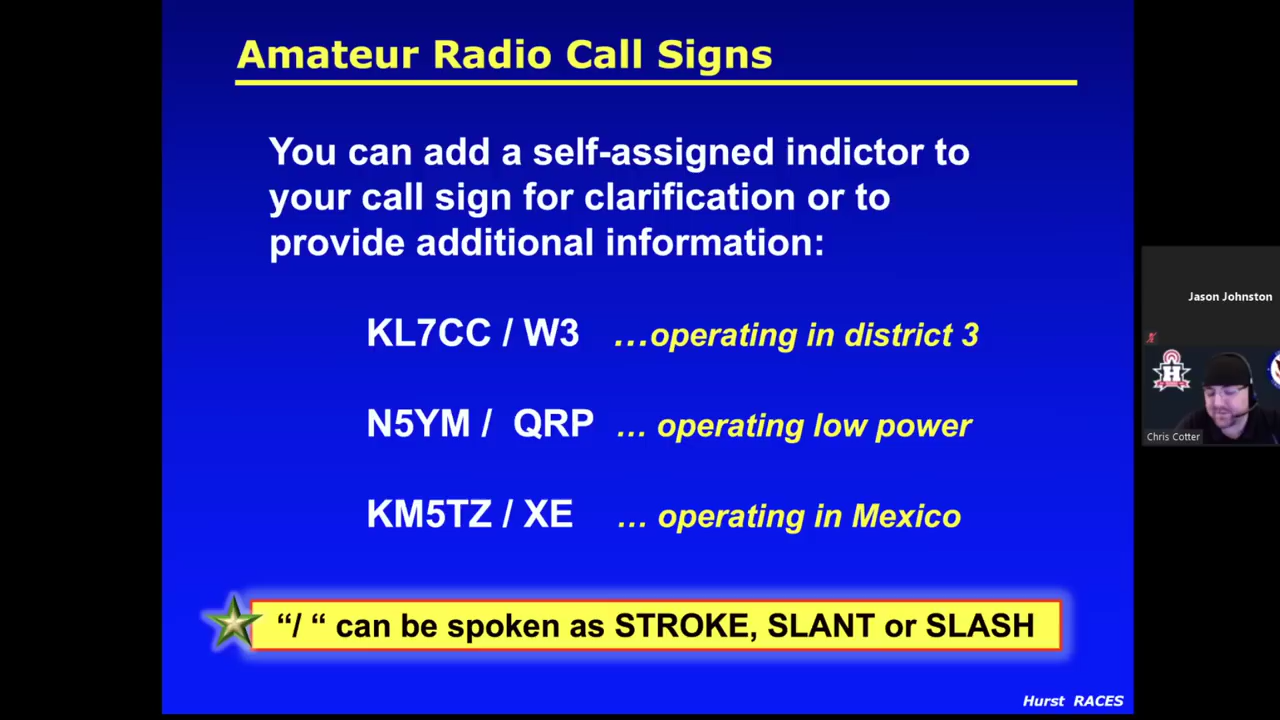 Amateur Radio Call Signs
You can add a self-assigned indictor to
your call sign for clarification or to
provide additional information:
KL7CC / W3 …operating in district 3
N5YM / QRP … operating low power
KM5TZ / XE … operating in Mexico
“/ “ can be spoken as STROKE, SLANT or SLASH
Hurst RACES
Jason Johnston
H
Chris Cotter